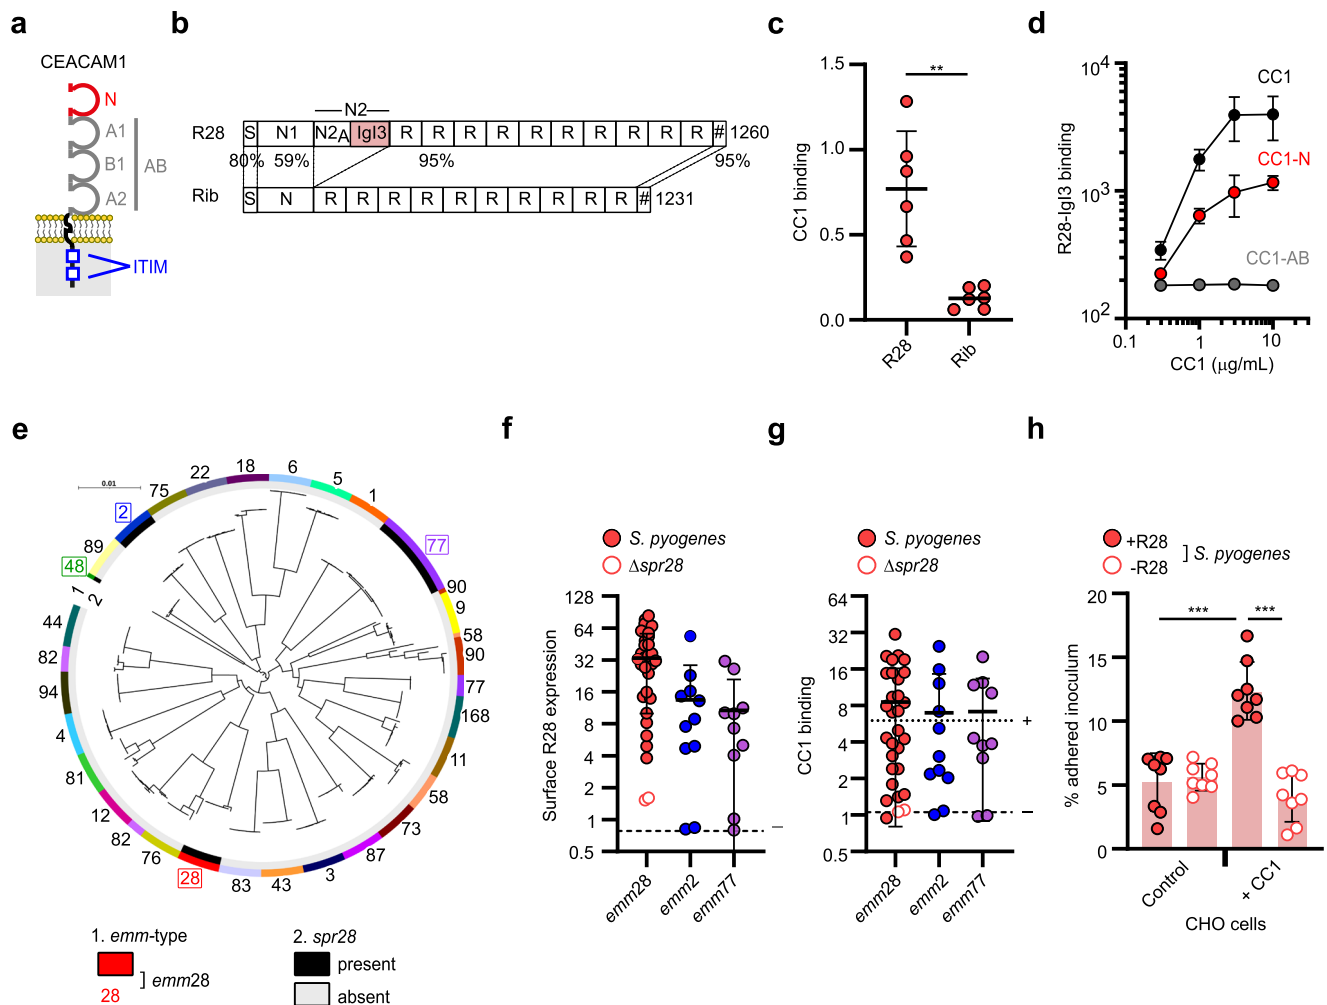 a
CEACAM1
N
A1
B1
A2
AB
ITIM
b
N2
R28 S N1 N2A IgI3 R R R R R R R R R # 1260
80% 59% 95% 95%
Rib S N R R R R R R R R R # 1231
c
**
CC1 binding
1.5
1.0
0.5
0.0
R28
Rib
d
R28-IgI3 binding
10^4
10^3
10^2
CC1
CC1-N
CC1-AB
0.1 1 10
CC1 (μg/mL)
e
0.01
1
2
48
89
2
75
22
18
6
5
1
77
90
9
58
90
77
168
11
58
73
87
3
43
83
28
76
82
12
81
4
94
82
44
1. emm-type
] emm28
28
2. spr28
present
absent
f
S. pyogenes
Δspr28
Surface R28 expression
128
64
32
16
8
4
2
1
0.5
–
emm28
emm2
emm77
g
S. pyogenes
Δspr28
CC1 binding
64
32
16
8
4
2
1
0.5
+
–
emm28
emm2
emm77
h
+R28
-R28
] S. pyogenes
*** ***
% adhered inoculum
20
15
10
5
0
Control
+ CC1
CHO cells